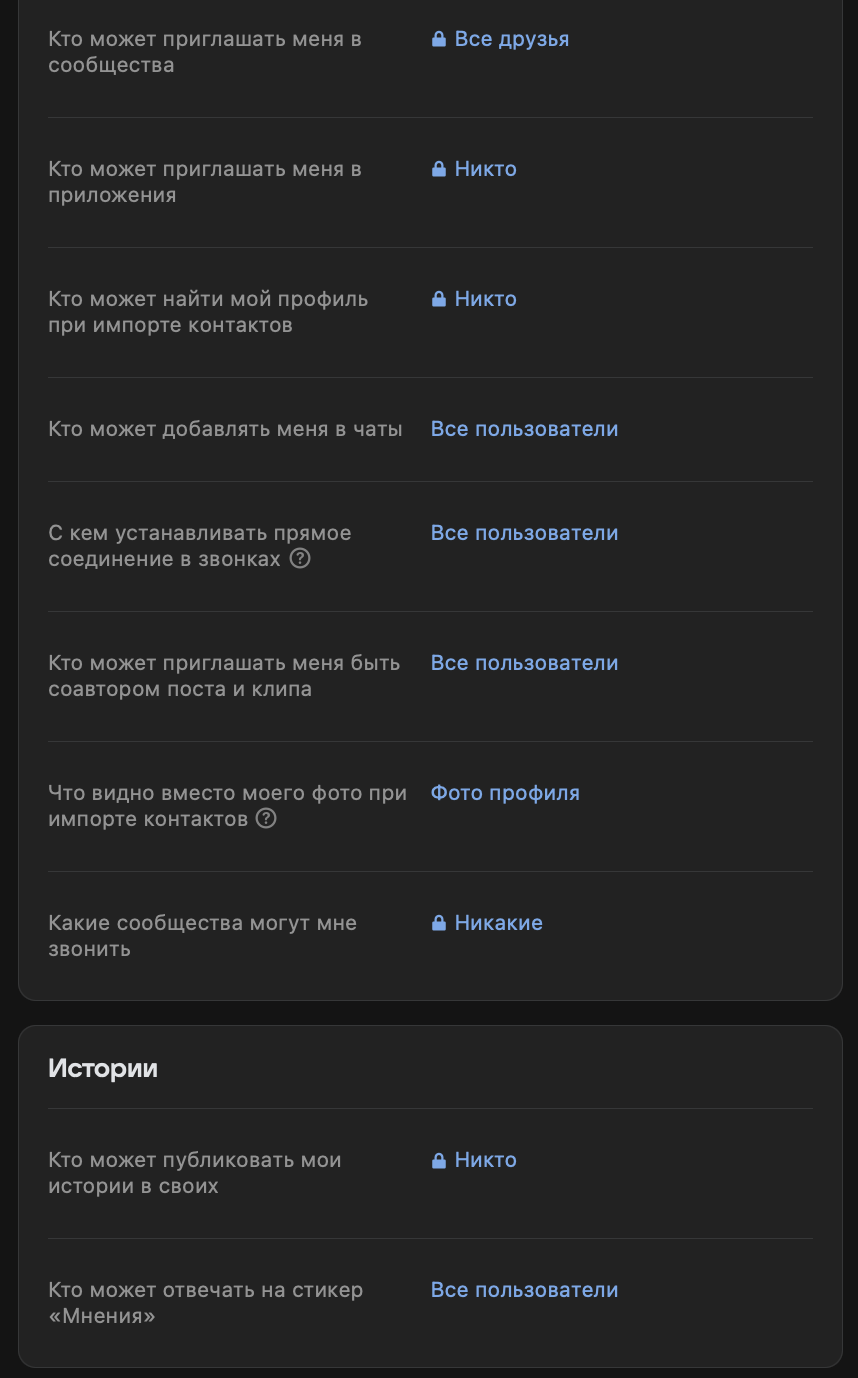 Кто может приглашать меня в
сообщества
Все друзья
Кто может приглашать меня в
приложения
Никто
Кто может найти мой профиль
при импорте контактов
Никто
Кто может добавлять меня в чаты
Все пользователи
С кем устанавливать прямое
соединение в звонках ?
Все пользователи
Кто может приглашать меня быть
соавтором поста и клипа
Все пользователи
Что видно вместо моего фото при
импорте контактов ?
Фото профиля
Какие сообщества могут мне
звонить
Никакие
Истории
Кто может публиковать мои
истории в своих
Никто
Кто может отвечать на стикер
«Мнения»
Все пользователи